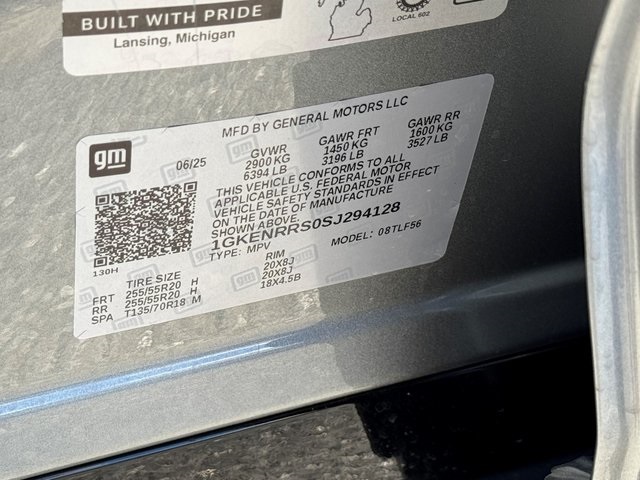 BUILT WITH PRIDE
Lansing, Michigan
LOCAL 602
MFD BY GENERAL MOTORS LLC
gm
06/25
GVWR GAWR FRT GAWR RR
2900 KG 1450 KG 1600 KG
6394 LB 3196 LB 3527 LB
THIS VEHICLE CONFORMS TO ALL
APPLICABLE U.S. FEDERAL MOTOR
VEHICLE SAFETY STANDARDS IN EFFECT
ON THE DATE OF MANUFACTURE
1GKENRRS0SJ294128
TYPE: MPV MODEL: 08TLF56
130H
TIRE SIZE RIM
FRT 255/55R20 H 20X8J
RR 255/55R20 H 20X8J
SPA T135/70R18 M 18X4.5B